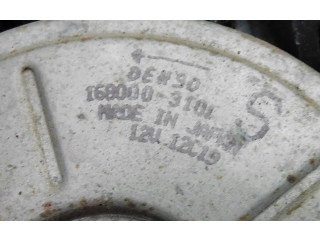 DENSO
168000-3101
MADE IN JAPAN
12V 12C19
S